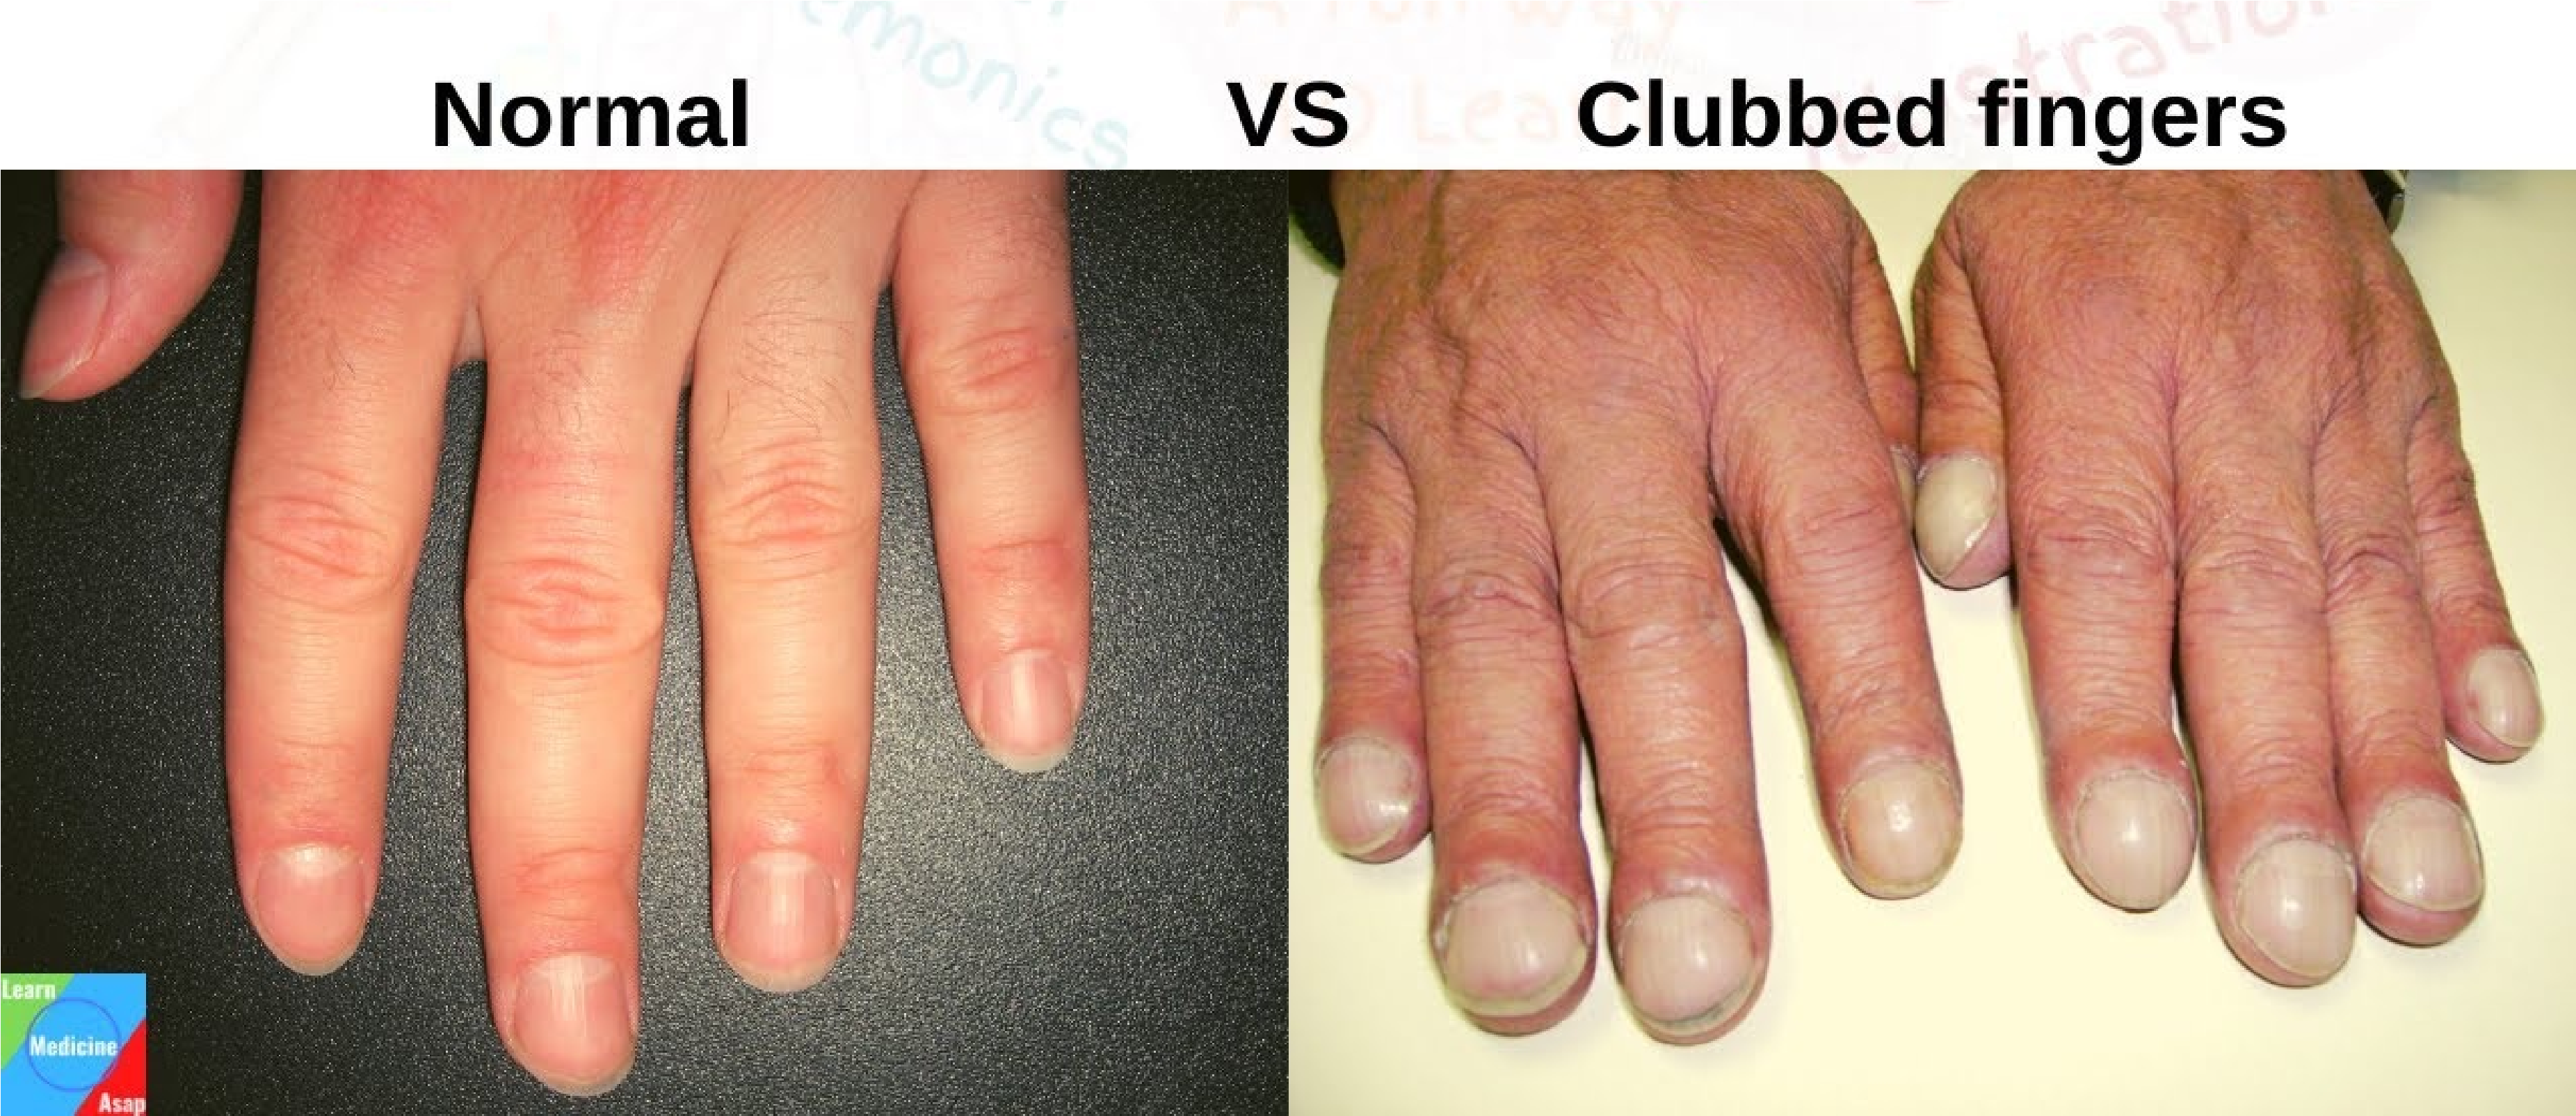 Normal VS Clubbed fingers
Learn
Medicine
Asap